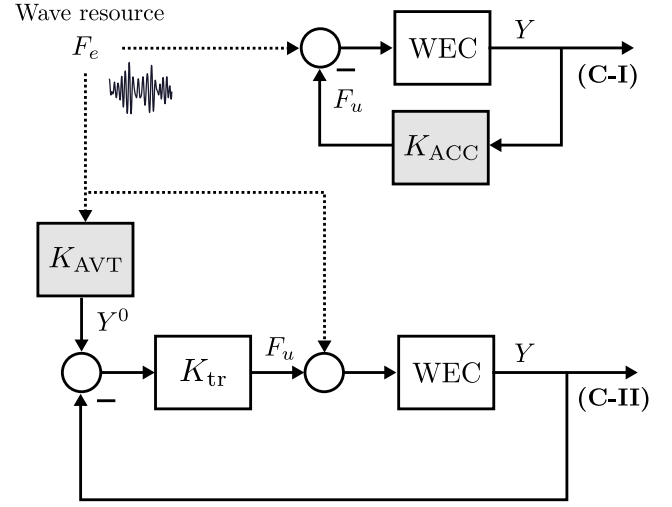 Wave resource
F_e
WEC
Y
(C-I)
−
F_u
K_ACC
K_AVT
Y^0
−
K_tr
F_u
WEC
Y
(C-II)